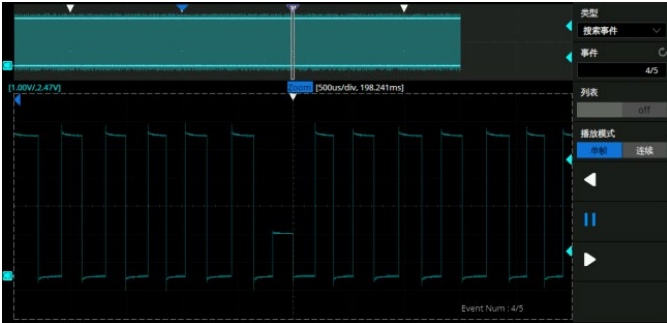 类型
搜索事件
事件
4/5
[1.00V/,2.47V]
Zoom [500us/div, 198.241ms]
列表
off
播放模式
单帧 连续
Event Num : 4/5